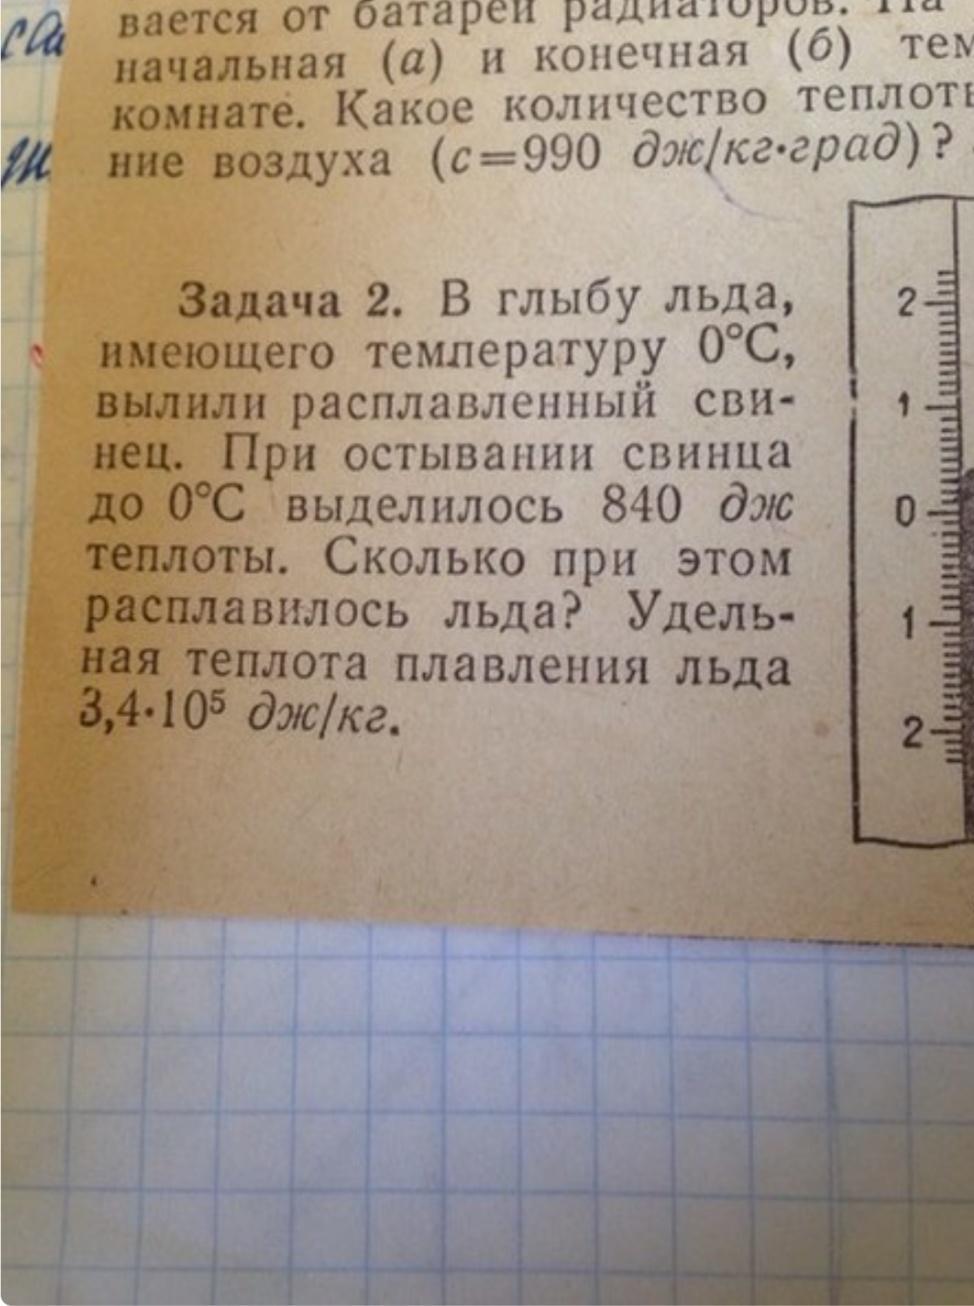 вается от батарей радиаторов. На
начальная (а) и конечная (б) тем
комнате. Какое количество теплоты
ние воздуха (c=990 дж/кг·град)?
Задача 2. В глыбу льда,
имеющего температуру 0°С,
вылили расплавленный сви-
нец. При остывании свинца
до 0°С выделилось 840 дж
теплоты. Сколько при этом
расплавилось льда? Удель-
ная теплота плавления льда
3,4·10⁵ дж/кг.
2
1
0
1
2